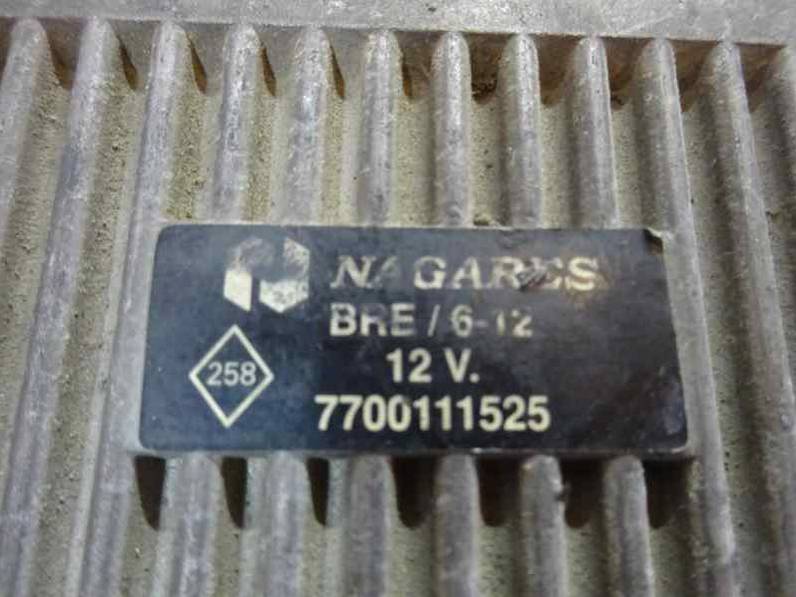 NAGARES
BRE / 6-12
12 V.
258
7700111525